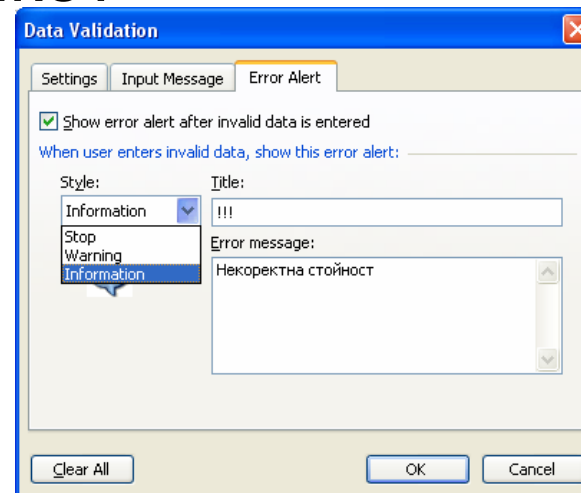 Data Validation
Settings Input Message Error Alert
Show error alert after invalid data is entered
When user enters invalid data, show this error alert:
Style: Title:
Information !!!
Stop
Warning
Information
Error message:
Некоректна стойност
Clear All OK Cancel